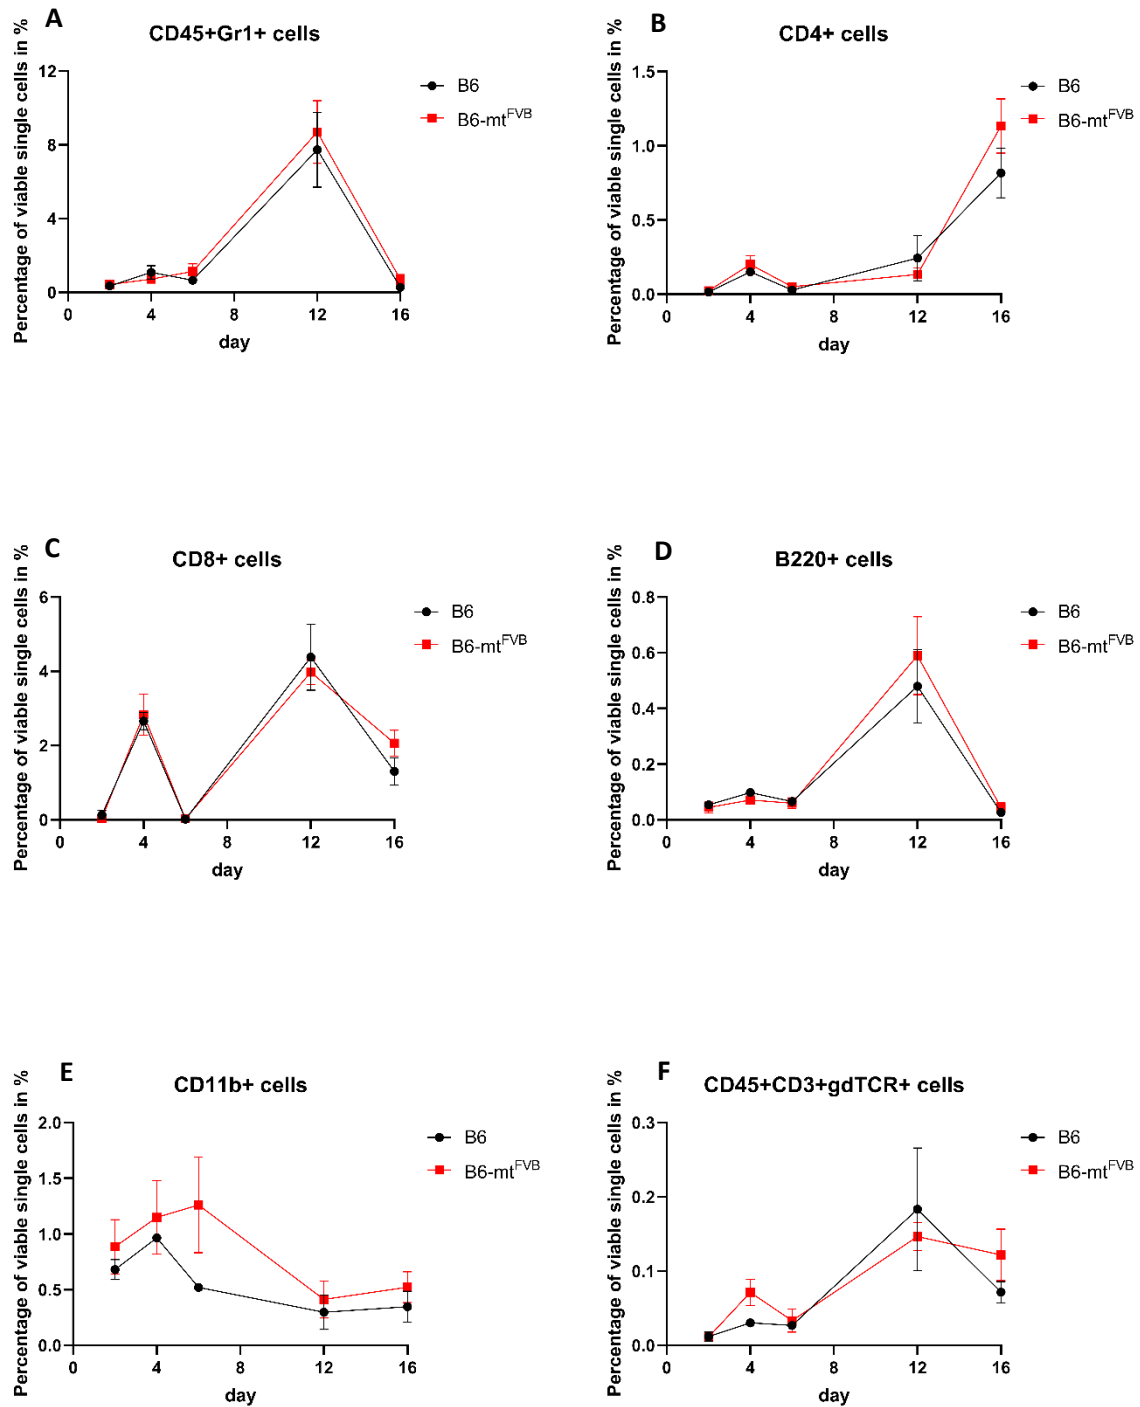 A
CD45+Gr1+ cells
Percentage of viable single cells in %
12
8
4
0
0 4 8 12 16
day
B6
B6-mtFVB
B
CD4+ cells
Percentage of viable single cells in %
1.5
1.0
0.5
0.0
0 4 8 12 16
day
B6
B6-mtFVB
C
CD8+ cells
Percentage of viable single cells in %
6
4
2
0
0 4 8 12 16
day
B6
B6-mtFVB
D
B220+ cells
Percentage of viable single cells in %
0.8
0.6
0.4
0.2
0.0
0 4 8 12 16
day
B6
B6-mtFVB
E
CD11b+ cells
Percentage of viable single cells in %
2.0
1.5
1.0
0.5
0.0
0 4 8 12 16
day
B6
B6-mtFVB
F
CD45+CD3+gdTCR+ cells
Percentage of viable single cells in %
0.3
0.2
0.1
0.0
0 4 8 12 16
day
B6
B6-mtFVB